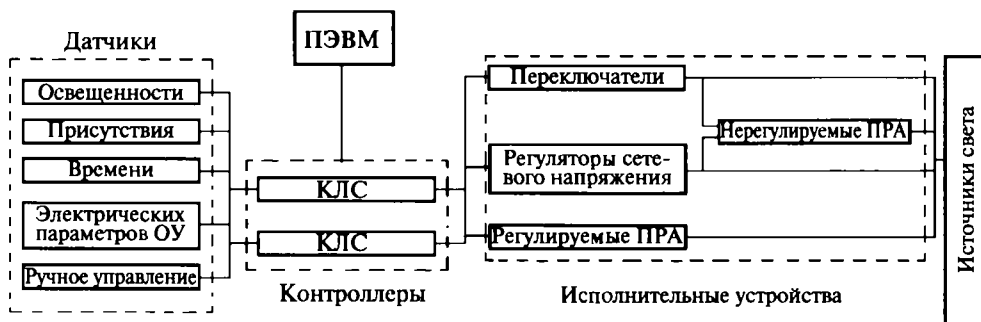 Датчики
Освещенности
Присутствия
Времени
Электрических
параметров ОУ
Ручное управление
ПЭВМ
КЛС
КЛС
Контроллеры
Переключатели
Регуляторы сете-
вого напряжения
Регулируемые ПРА
Нерегулируемые ПРА
Исполнительные устройства
Источники света